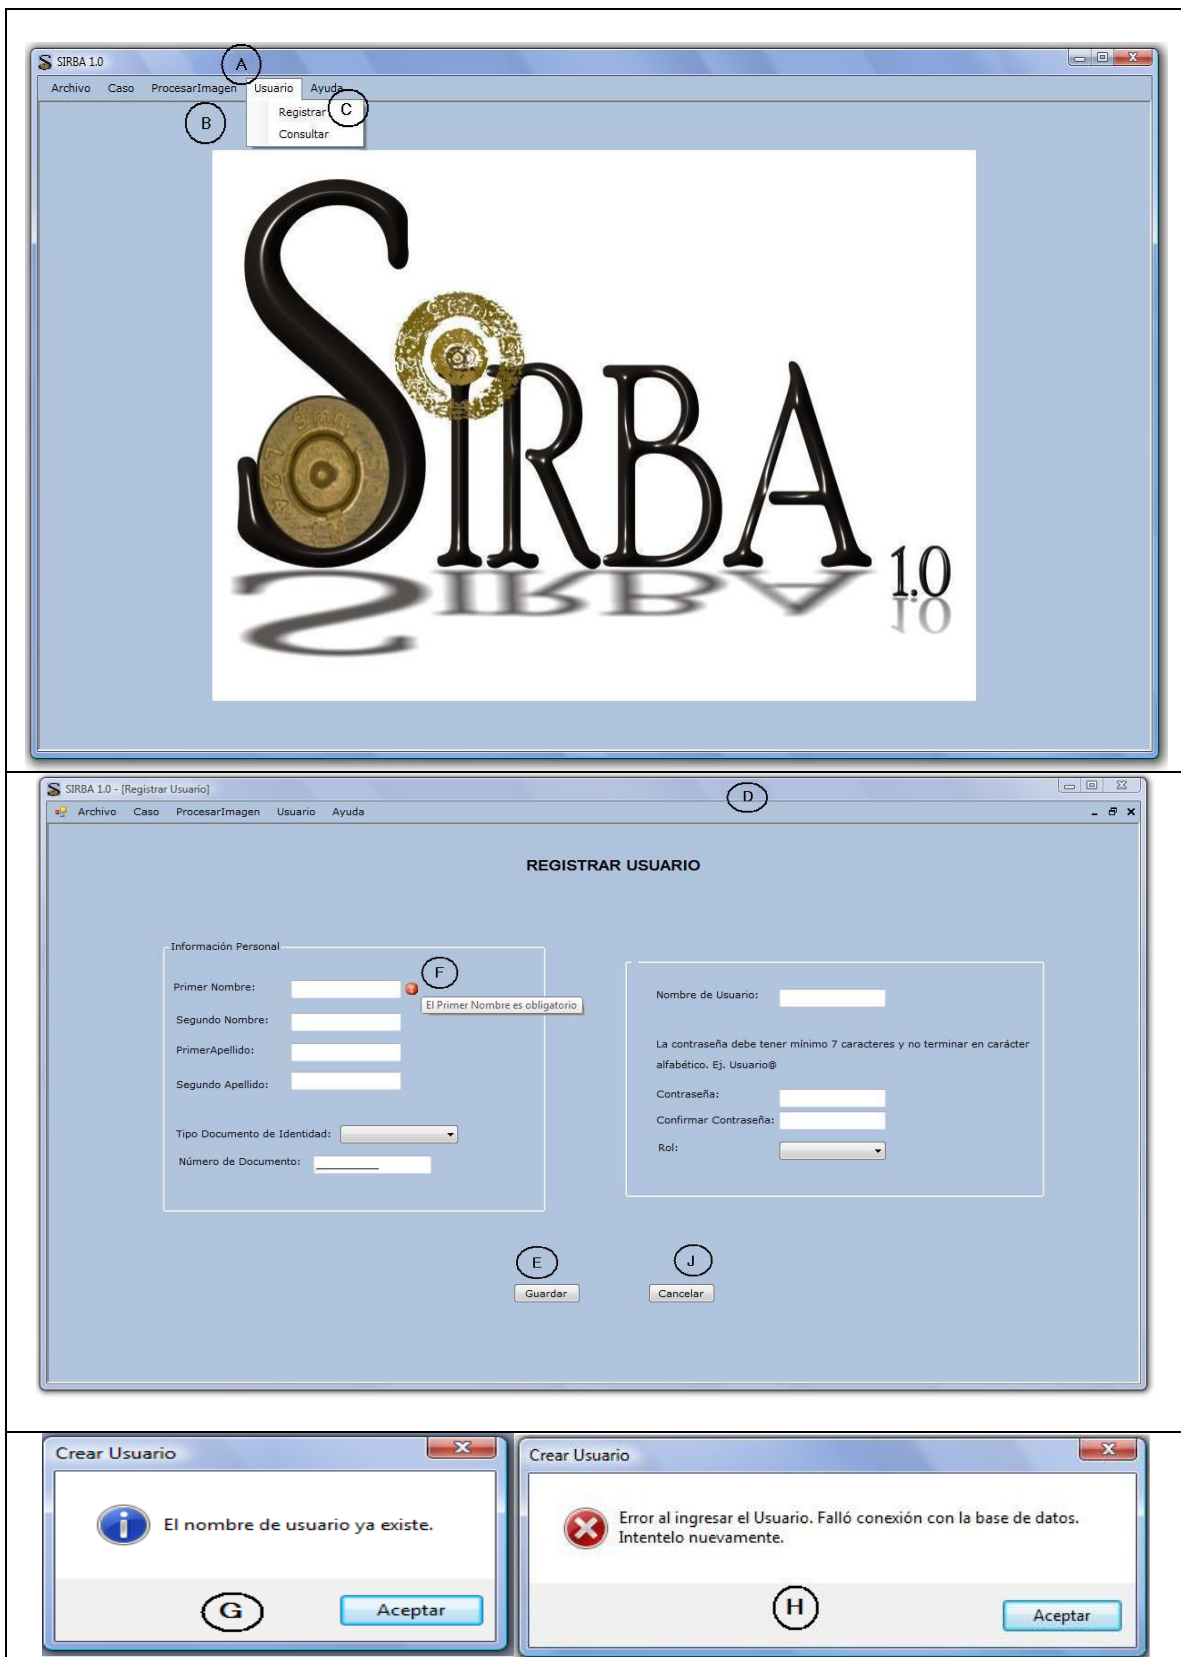 SIRBA 1.0
A
Archivo Caso ProcesarImagen Usuario Ayuda
B
Registrar
C
Consultar
SIRBA 1.0
SIRBA 1.0 - [Registrar Usuario]
D
Archivo Caso ProcesarImagen Usuario Ayuda
REGISTRAR USUARIO
Información Personal
F
Primer Nombre:
El Primer Nombre es obligatorio
Segundo Nombre:
PrimerApellido:
Segundo Apellido:
Tipo Documento de Identidad:
Número de Documento: __________
Nombre de Usuario:
La contraseña debe tener mínimo 7 caracteres y no terminar en carácter
alfabético. Ej. Usuario@
Contraseña:
Confirmar Contraseña:
Rol:
E
J
Guardar
Cancelar
Crear Usuario
El nombre de usuario ya existe.
G
Aceptar
Crear Usuario
Error al ingresar el Usuario. Falló conexión con la base de datos.
Intentelo nuevamente.
H
Aceptar